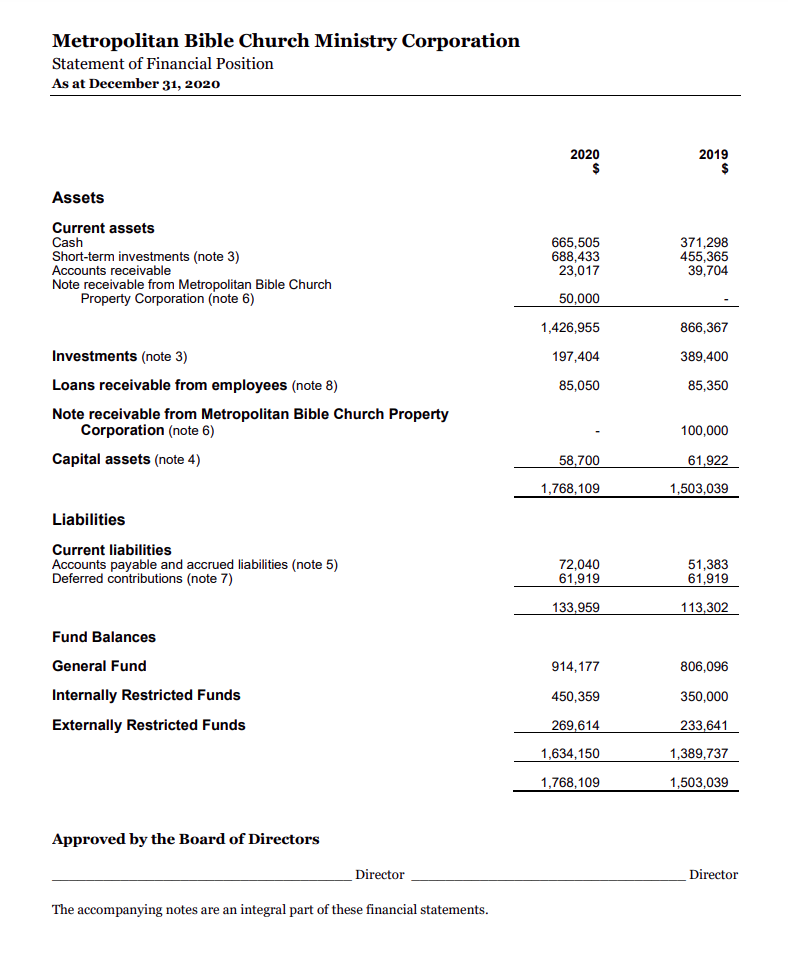 Metropolitan Bible Church Ministry Corporation
Statement of Financial Position
As at December 31, 2020
2020 2019
$ $
Assets
Current assets
Cash 665,505 371,298
Short-term investments (note 3) 688,433 455,365
Accounts receivable 23,017 39,704
Note receivable from Metropolitan Bible Church
Property Corporation (note 6) 50,000 -
1,426,955 866,367
Investments (note 3) 197,404 389,400
Loans receivable from employees (note 8) 85,050 85,350
Note receivable from Metropolitan Bible Church Property
Corporation (note 6) - 100,000
Capital assets (note 4) 58,700 61,922
1,768,109 1,503,039
Liabilities
Current liabilities
Accounts payable and accrued liabilities (note 5) 72,040 51,383
Deferred contributions (note 7) 61,919 61,919
133,959 113,302
Fund Balances
General Fund 914,177 806,096
Internally Restricted Funds 450,359 350,000
Externally Restricted Funds 269,614 233,641
1,634,150 1,389,737
1,768,109 1,503,039
Approved by the Board of Directors
Director Director
The accompanying notes are an integral part of these financial statements.